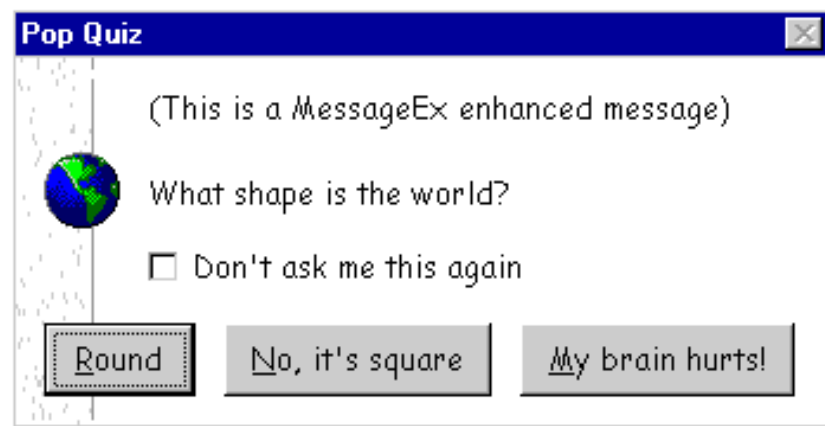 Pop Quiz
(This is a MessageEx enhanced message)
What shape is the world?
Don't ask me this again
Round
No, it's square
My brain hurts!